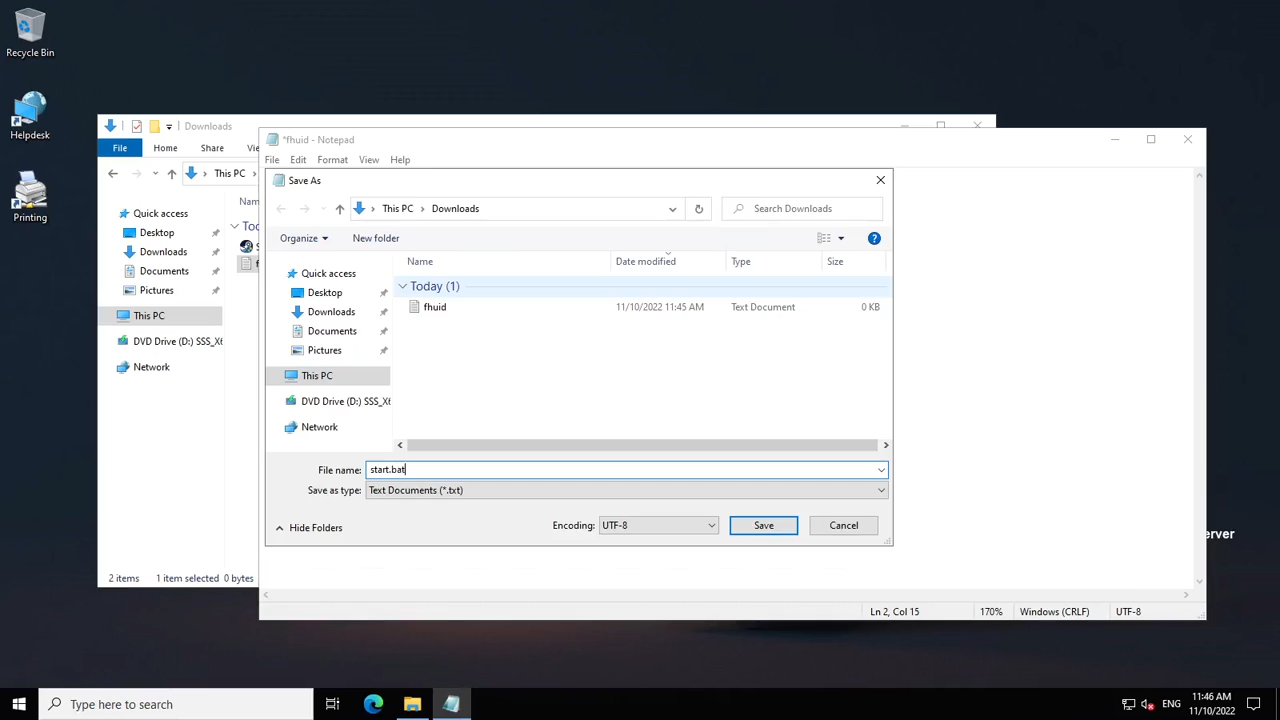 Recycle Bin
Helpdesk
Printing
Downloads
File
Home
Share
This PC
Quick access
Desktop
Downloads
Documents
Pictures
This PC
DVD Drive (D:) SSS_X6
Network
2 items
1 item selected
0 bytes
*fhuid - Notepad
File
Edit
Format
View
Help
Save As
This PC
Downloads
Search Downloads
Organize
New folder
Name
Date modified
Type
Size
Quick access
Desktop
Downloads
Documents
Pictures
This PC
DVD Drive (D:) SSS_X6
Network
Today (1)
fhuid
11/10/2022 11:45 AM
Text Document
0 KB
File name:
start.bat
Save as type:
Text Documents (*.txt)
Hide Folders
Encoding:
UTF-8
Save
Cancel
Ln 2, Col 15
170%
Windows (CRLF)
UTF-8
Type here to search
ENG
11:46 AM
11/10/2022